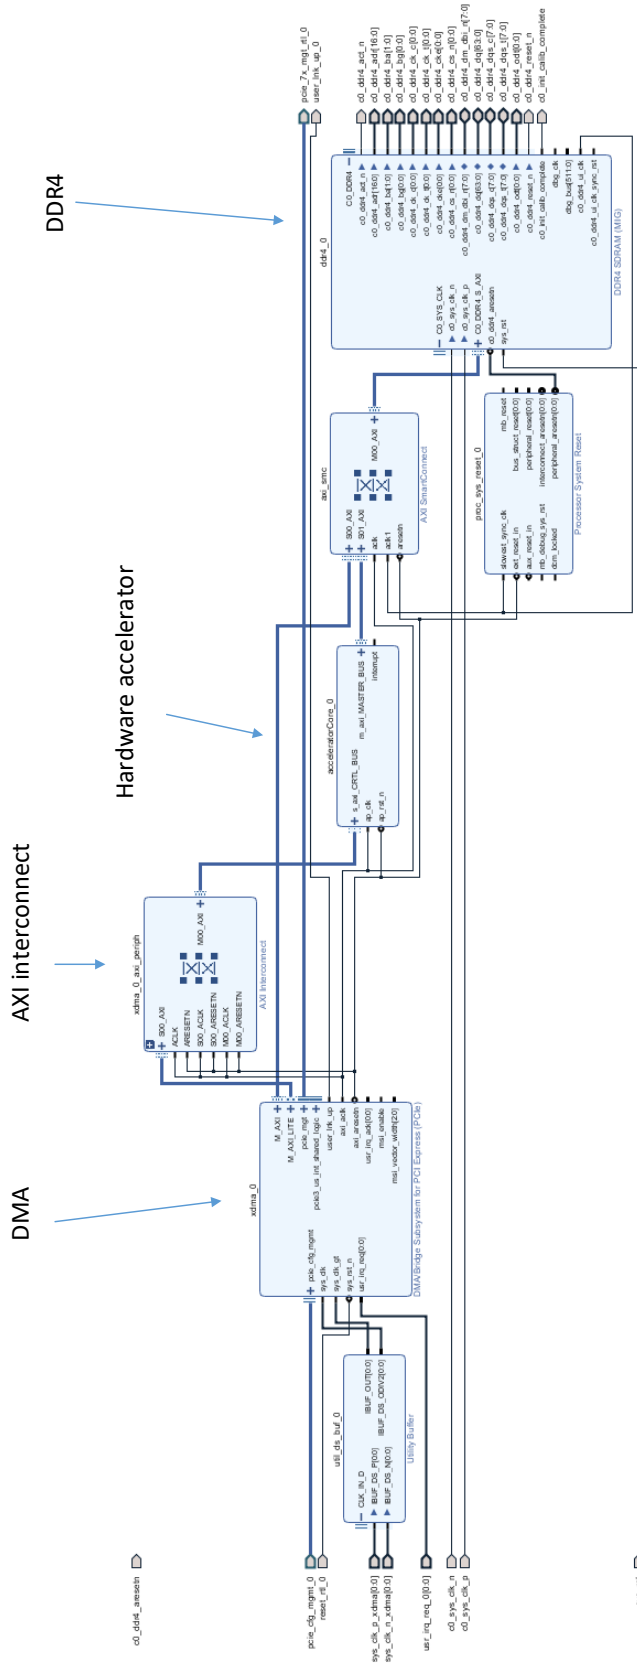 DMA
AXI interconnect
Hardware accelerator
DDR4
c0_ddr4_aresetn
pcie_cfg_mgmt_0
reset_rtl_0
sys_clk_p_xdma[0:0]
sys_clk_n_xdma[0:0]
usr_irq_req_0[0:0]
c0_sys_clk_n
c0_sys_clk_p
util_ds_buf_0
CLK_IN_D
IBUF_DS_P[0:0]
IBUF_DS_N[0:0]
IBUF_OUT[0:0]
IBUF_DS_ODIV2[0:0]
Utility Buffer
xdma_0
pcie_cfg_mgmt
sys_clk
sys_clk_gt
sys_rst_n
usr_irq_req[0:0]
M_AXI
M_AXI_LITE
pcie_mgt
pcie3_us_int_shared_logic
user_lnk_up
axi_aclk
axi_aresetn
usr_irq_ack[0:0]
msi_enable
msi_vector_width[2:0]
DMA/Bridge Subsystem for PCI Express (PCIe)
xdma_0_axi_periph
S00_AXI
ACLK
ARESETN
S00_ACLK
S00_ARESETN
M00_ACLK
M00_ARESETN
M00_AXI
AXI Interconnect
acceleratorCore_0
s_axi_CRTL_BUS
ap_clk
ap_rst_n
m_axi_MASTER_BUS
interrupt
axi_smc
S00_AXI
S01_AXI
aclk
aclk1
aresetn
M00_AXI
AXI SmartConnect
proc_sys_reset_0
slowest_sync_clk
ext_reset_in
aux_reset_in
mb_debug_sys_rst
dcm_locked
mb_reset
bus_struct_reset[0:0]
peripheral_reset[0:0]
interconnect_aresetn[0:0]
peripheral_aresetn[0:0]
Processor System Reset
ddr4_0
C0_SYS_CLK
c0_sys_clk_n
c0_sys_clk_p
C0_DDR4_S_AXI
c0_ddr4_aresetn
sys_rst
C0_DDR4
c0_ddr4_act_n
c0_ddr4_adr[16:0]
c0_ddr4_ba[1:0]
c0_ddr4_bg[0:0]
c0_ddr4_ck_c[0:0]
c0_ddr4_ck_t[0:0]
c0_ddr4_cke[0:0]
c0_ddr4_cs_n[0:0]
c0_ddr4_dm_dbi_n[7:0]
c0_ddr4_dq[63:0]
c0_ddr4_dqs_c[7:0]
c0_ddr4_dqs_t[7:0]
c0_ddr4_odt[0:0]
c0_ddr4_reset_n
c0_init_calib_complete
dbg_clk
dbg_bus[511:0]
c0_ddr4_ui_clk
c0_ddr4_ui_clk_sync_rst
DDR4 SDRAM (MIG)
pcie_7x_mgt_rtl_0
user_lnk_up_0
c0_ddr4_act_n
c0_ddr4_adr[16:0]
c0_ddr4_ba[1:0]
c0_ddr4_bg[0:0]
c0_ddr4_ck_c[0:0]
c0_ddr4_ck_t[0:0]
c0_ddr4_cke[0:0]
c0_ddr4_cs_n[0:0]
c0_ddr4_dm_dbi_n[7:0]
c0_ddr4_dq[63:0]
c0_ddr4_dqs_c[7:0]
c0_ddr4_dqs_t[7:0]
c0_ddr4_odt[0:0]
c0_ddr4_reset_n
c0_init_calib_complete